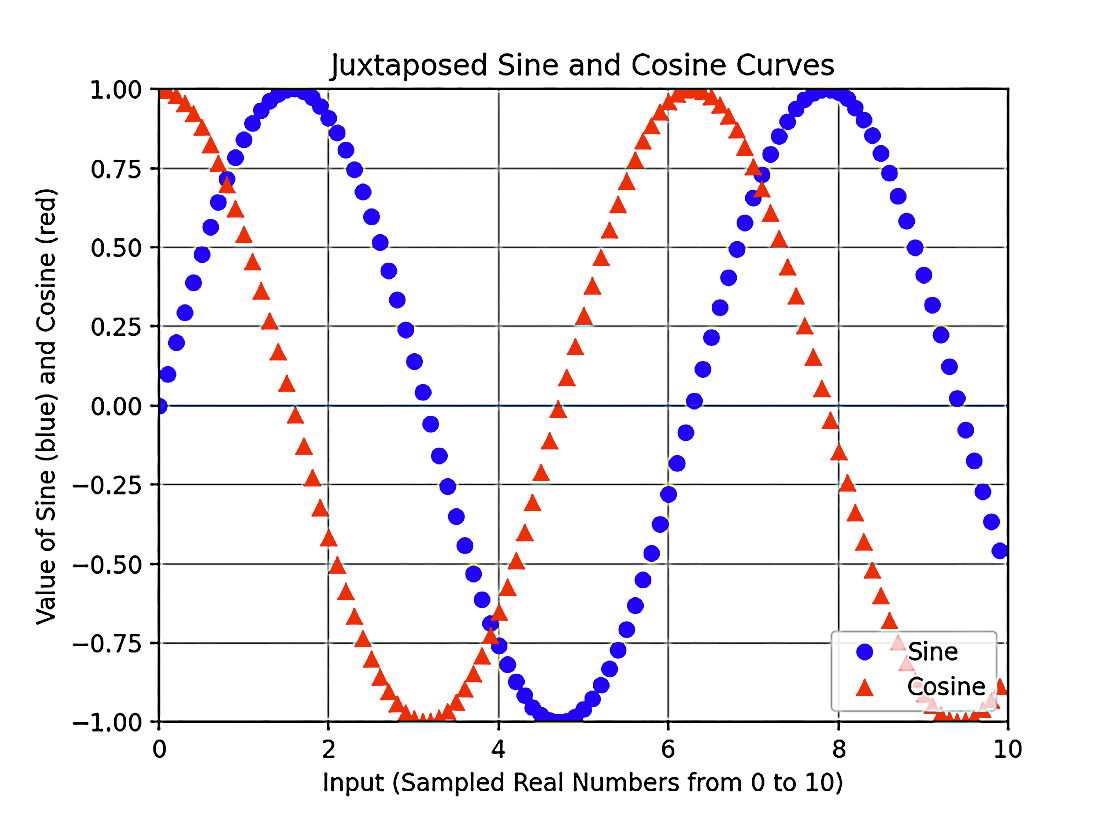 Juxtaposed Sine and Cosine Curves
Value of Sine (blue) and Cosine (red)
1.00
0.75
0.50
0.25
0.00
−0.25
−0.50
−0.75
−1.00
Sine
Cosine
0 2 4 6 8 10
Input (Sampled Real Numbers from 0 to 10)